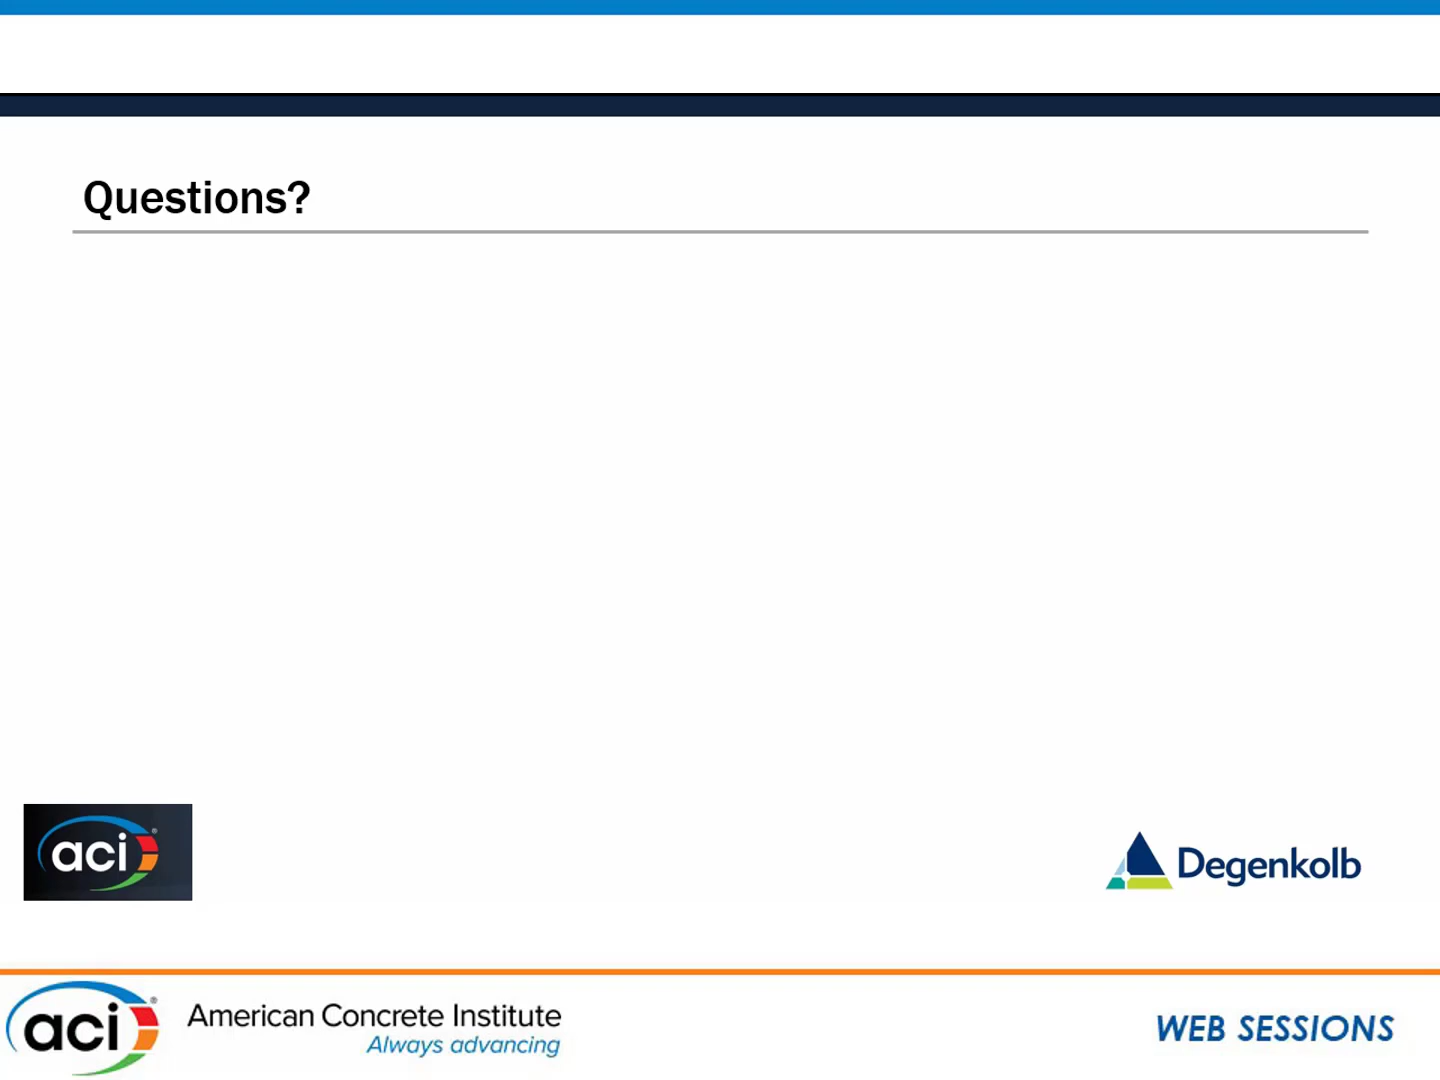 Questions?
aci
Degenkolb
aci
American Concrete Institute
Always advancing
WEB SESSIONS